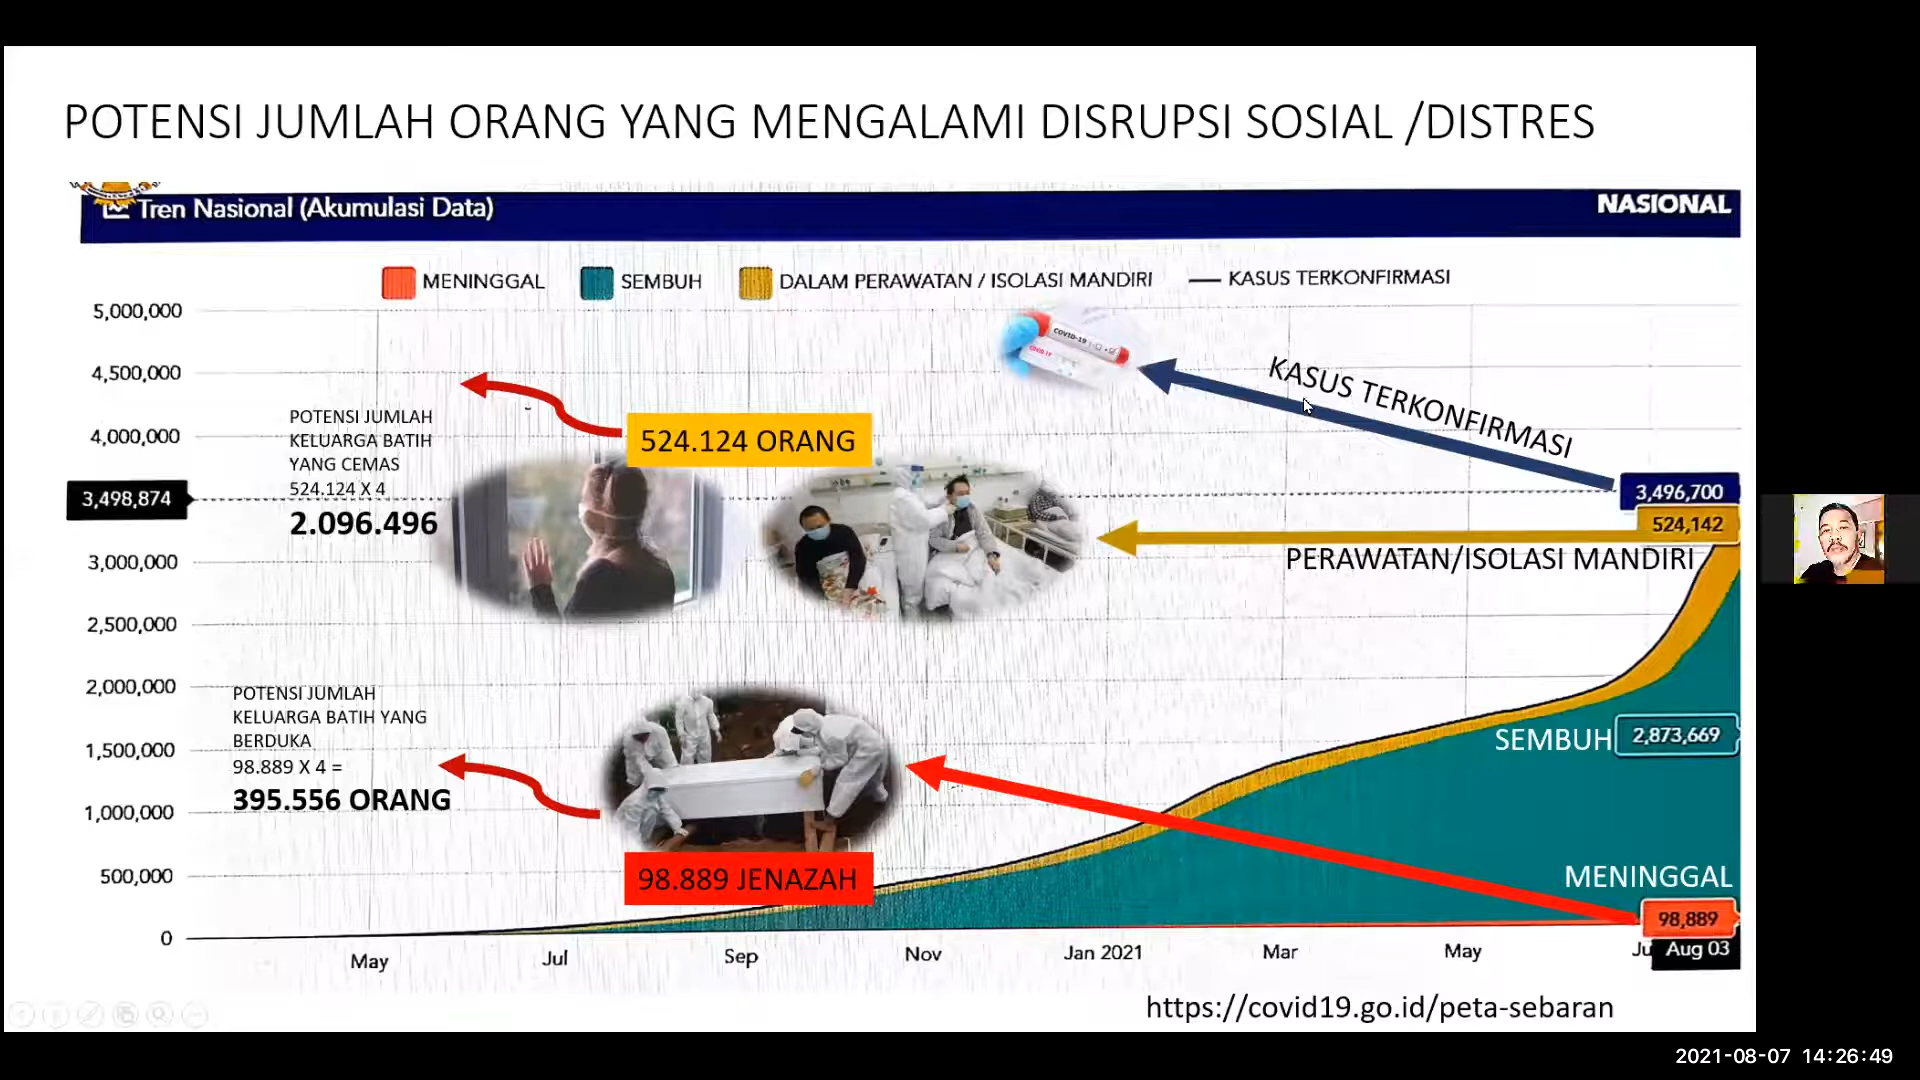 POTENSI JUMLAH ORANG YANG MENGALAMI DISRUPSI SOSIAL /DISTRES
Tren Nasional (Akumulasi Data)
NASIONAL
MENINGGAL
SEMBUH
DALAM PERAWATAN / ISOLASI MANDIRI
KASUS TERKONFIRMASI
5,000,000
4,500,000
4,000,000
3,498,874
3,000,000
2,500,000
2,000,000
1,500,000
1,000,000
500,000
0
POTENSI JUMLAH
KELUARGA BATIH
YANG CEMAS
524.124 X 4
2.096.496
524.124 ORANG
COVID-19
KASUS TERKONFIRMASI
3,496,700
524,142
PERAWATAN/ISOLASI MANDIRI
POTENSI JUMLAH
KELUARGA BATIH YANG
BERDUKA
98.889 X 4 =
395.556 ORANG
98.889 JENAZAH
SEMBUH
2,873,669
MENINGGAL
98,889
May
Jul
Sep
Nov
Jan 2021
Mar
May
Ju
Aug 03
https://covid19.go.id/peta-sebaran
2021-08-07 14:26:49